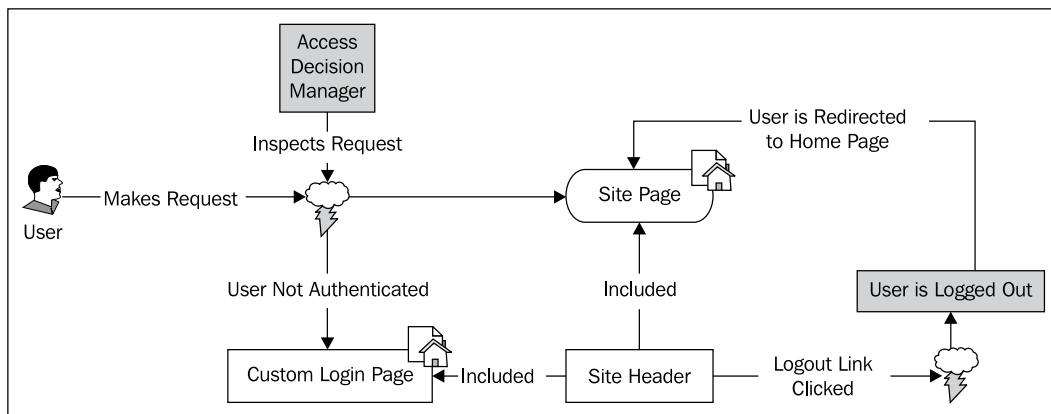 Access
Decision
Manager
Inspects Request
User is Redirected
to Home Page
Makes Request
Site Page
User
User Not Authenticated
Included
User is Logged Out
Custom Login Page
Included
Site Header
Logout Link
Clicked